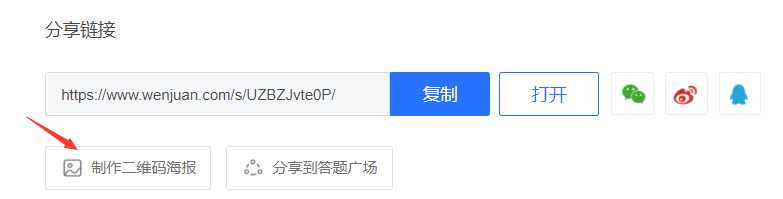 分享链接
https://www.wenjuan.com/s/UZBZJvte0P/ 复制 打开
制作二维码海报 分享到答题广场